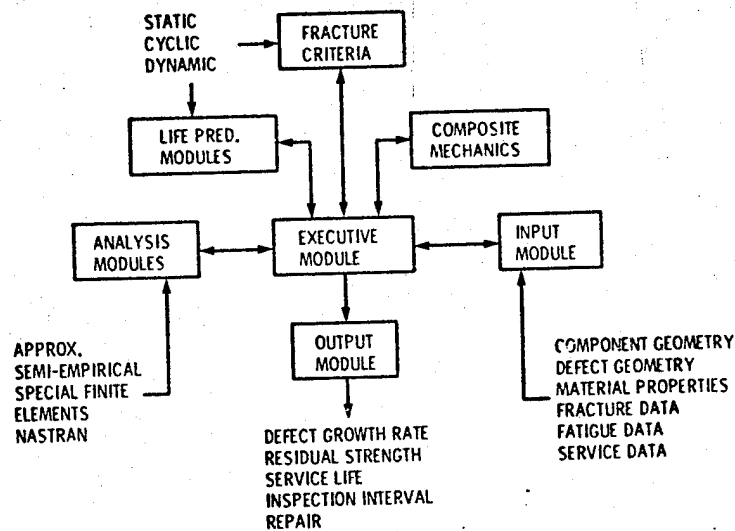 STATIC
CYCLIC
DYNAMIC
FRACTURE
CRITERIA
LIFE PRED.
MODULES
COMPOSITE
MECHANICS
ANALYSIS
MODULES
EXECUTIVE
MODULE
INPUT
MODULE
OUTPUT
MODULE
APPROX.
SEMI-EMPIRICAL
SPECIAL FINITE
ELEMENTS
NASTRAN
COMPONENT GEOMETRY
DEFECT GEOMETRY
MATERIAL PROPERTIES
FRACTURE DATA
FATIGUE DATA
SERVICE DATA
DEFECT GROWTH RATE
RESIDUAL STRENGTH
SERVICE LIFE
INSPECTION INTERVAL
REPAIR